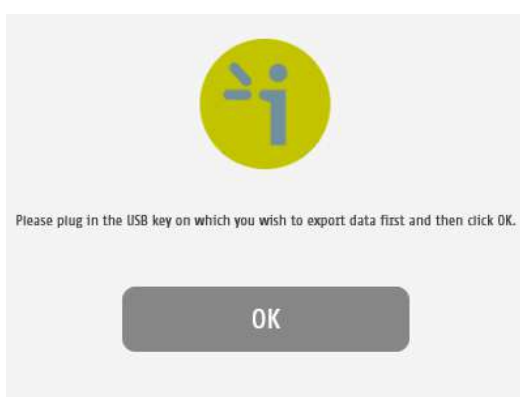 Please plug in the USB key on which you wish to export data first and then click OK.
OK